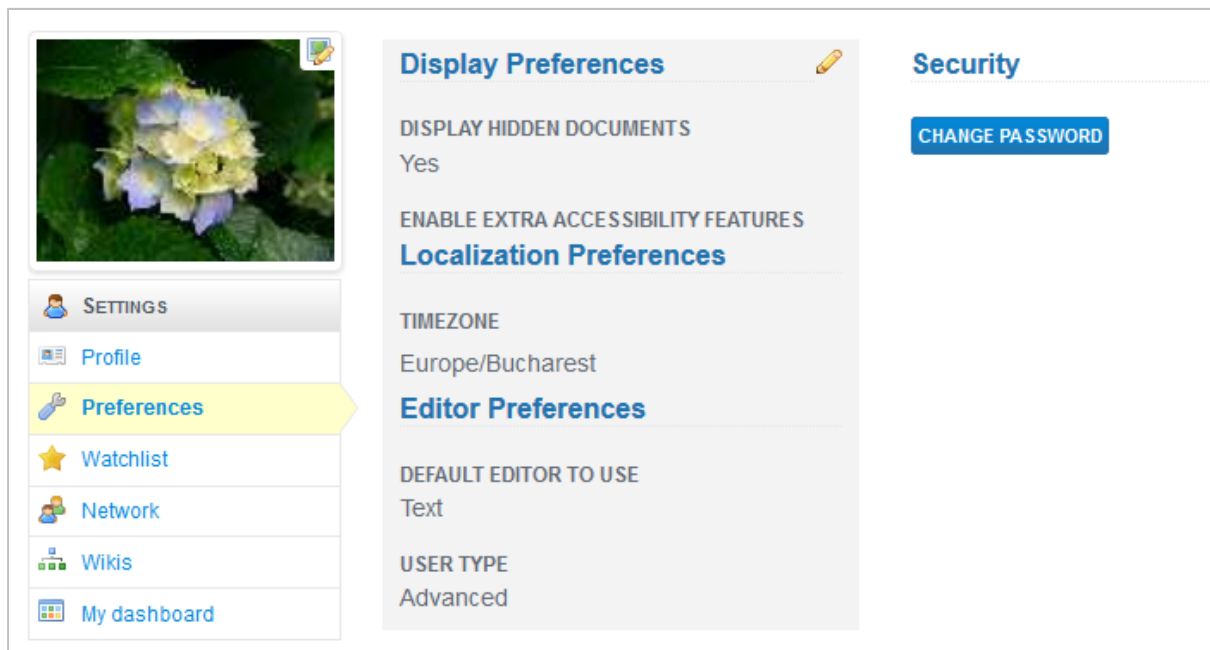 SETTINGS
Profile
Preferences
Watchlist
Network
Wikis
My dashboard
Display Preferences
DISPLAY HIDDEN DOCUMENTS
Yes
ENABLE EXTRA ACCESSIBILITY FEATURES
Localization Preferences
TIMEZONE
Europe/Bucharest
Editor Preferences
DEFAULT EDITOR TO USE
Text
USER TYPE
Advanced
Security
CHANGE PASSWORD